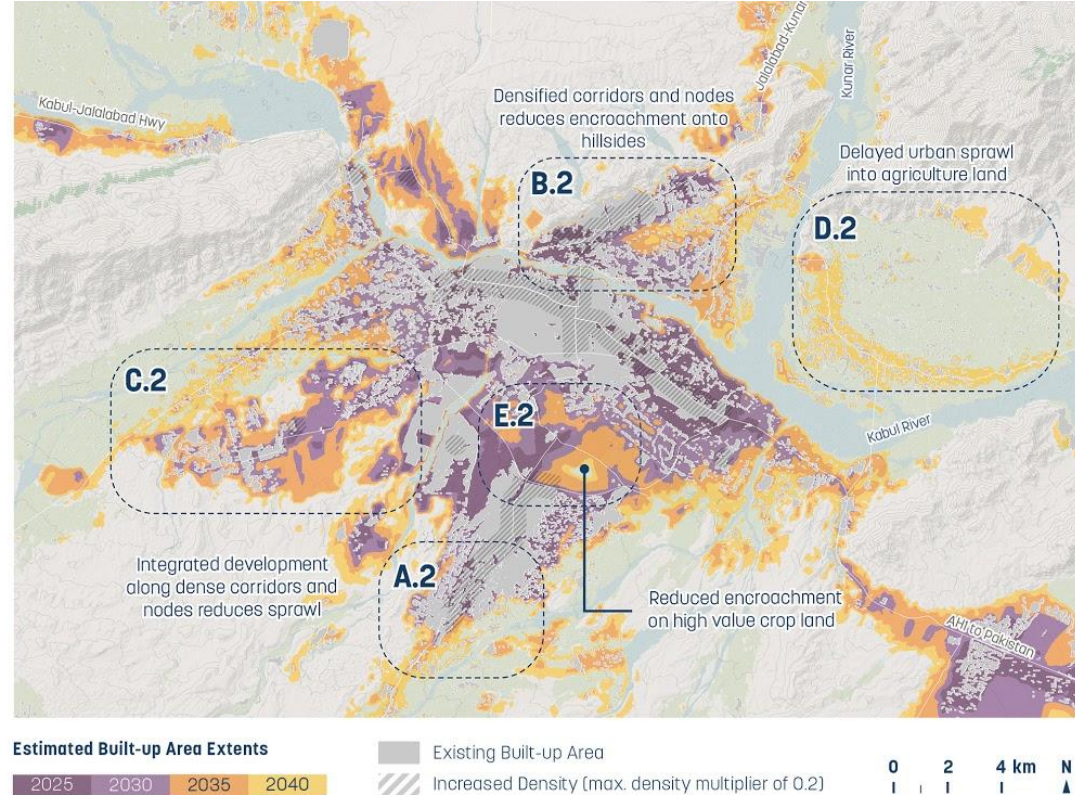 Kabul-Jalalabad Hwy
Jalalabad-Kunar
Kunar River
Densified corridors and nodes
reduces encroachment onto
hillsides
B.2
Delayed urban sprawl
into agriculture land
D.2
C.2
E.2
Kabul River
Integrated development
along dense corridors and
nodes reduces sprawl
A.2
Reduced encroachment
on high value crop land
AH1 to Pakistan
Estimated Built-up Area Extents
2025 2030 2035 2040
Existing Built-up Area
Increased Density (max. density multiplier of 0.2)
0 2 4 km N